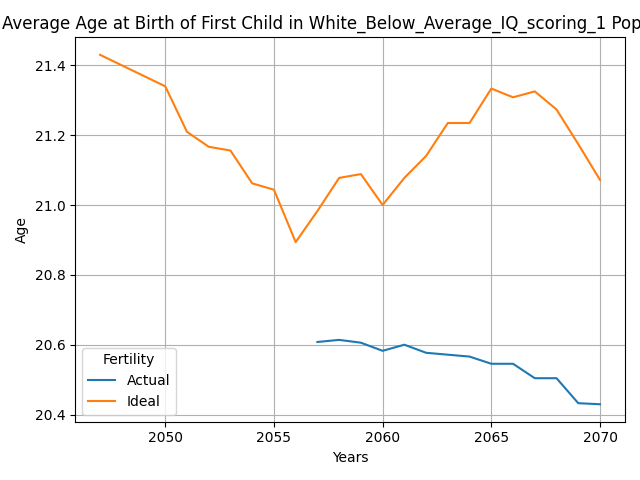 Average Age at Birth of First Child in White_Below_Average_IQ_scoring_1 Pop
21.4
21.2
21.0
20.8
20.6
20.4
Age
Fertility
Actual
Ideal
2050 2055 2060 2065 2070
Years